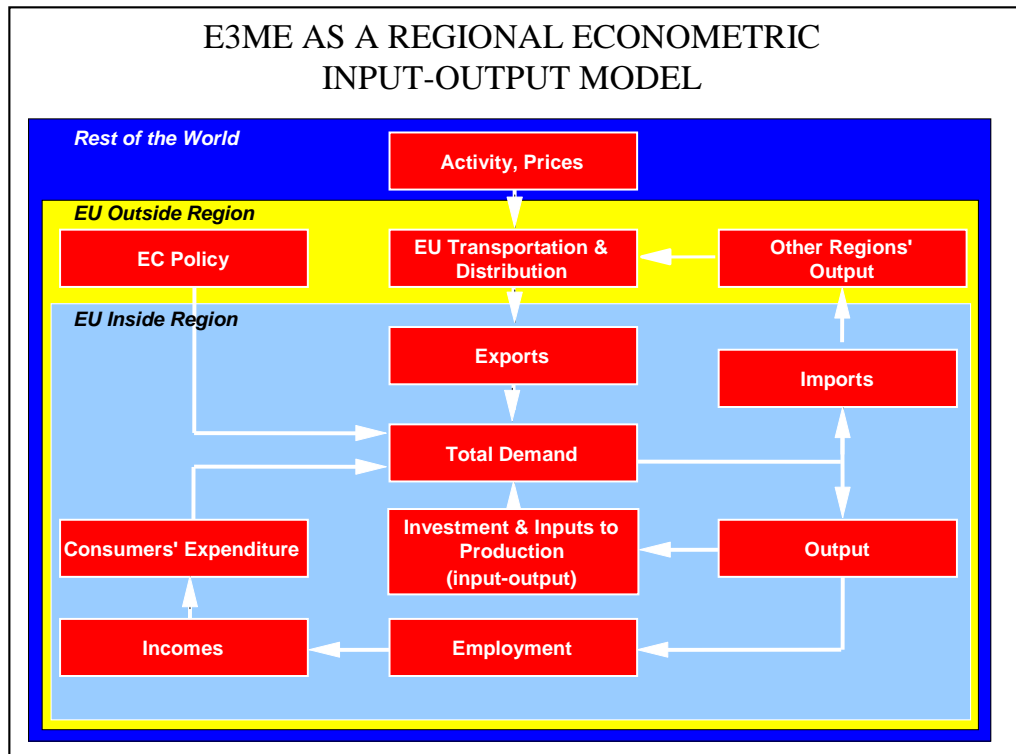 E3ME AS A REGIONAL ECONOMETRIC
INPUT-OUTPUT MODEL
Rest of the World
Activity, Prices
EU Outside Region
EC Policy
EU Transportation &
Distribution
Other Regions'
Output
EU Inside Region
Exports
Imports
Total Demand
Consumers' Expenditure
Investment & Inputs to
Production
(input-output)
Output
Incomes
Employment